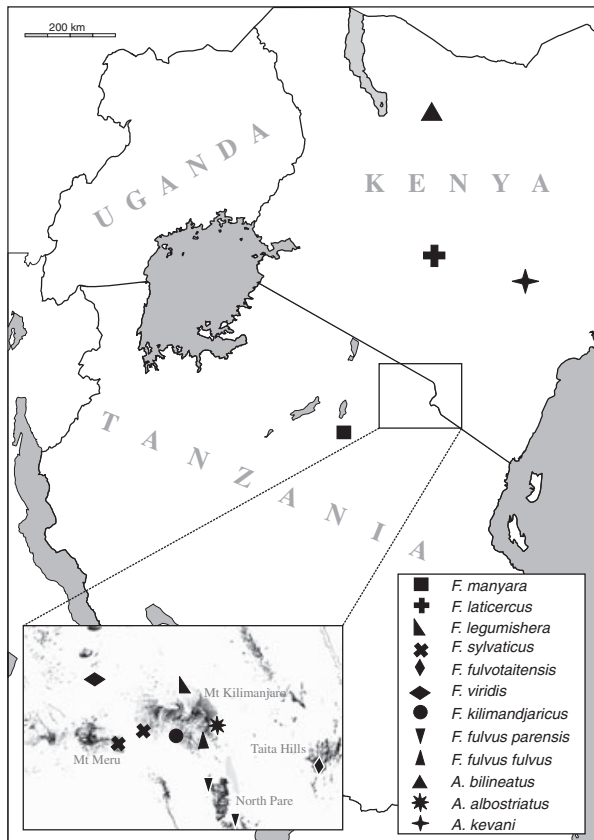 200 km
UGANDA
KENYA
TANZANIA
F. manyara
F. laticercus
F. legumishera
F. sylvaticus
F. fulvotaitensis
F. viridis
F. kilimandjaricus
F. fulvus parensis
F. fulvus fulvus
A. bilineatus
A. albostriatus
A. kevani
Mt Kilimanjaro
Mt Meru
Taita Hills
North Pare